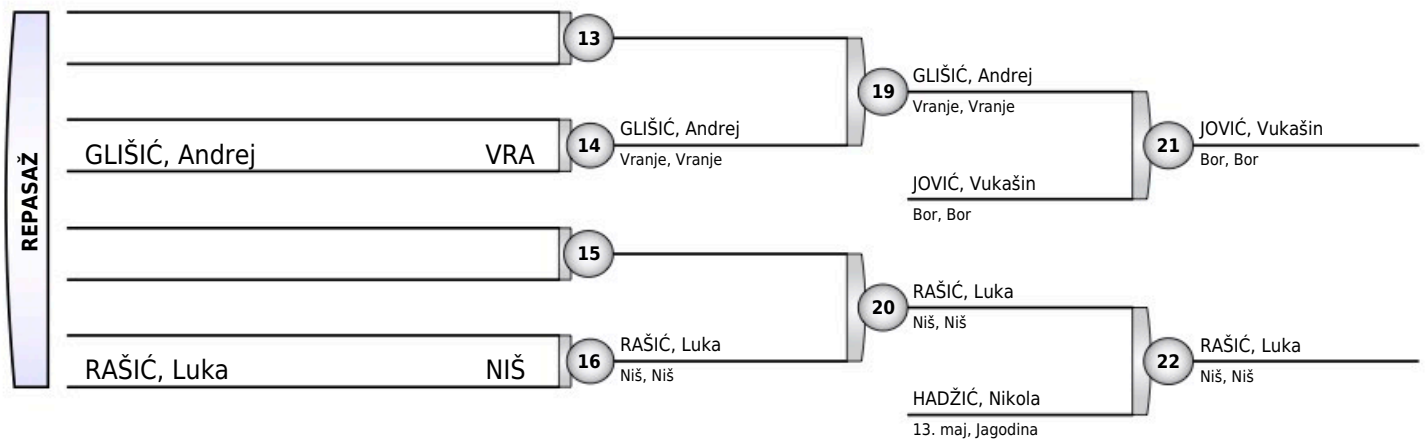 REPASAŽ
13
GLIŠIĆ, Andrej VRA
14
GLIŠIĆ, Andrej
Vranje, Vranje
15
RAŠIĆ, Luka NIŠ
16
RAŠIĆ, Luka
Niš, Niš
19
GLIŠIĆ, Andrej
Vranje, Vranje
JOVIĆ, Vukašin
Bor, Bor
20
RAŠIĆ, Luka
Niš, Niš
HADŽIĆ, Nikola
13. maj, Jagodina
21
JOVIĆ, Vukašin
Bor, Bor
22
RAŠIĆ, Luka
Niš, Niš